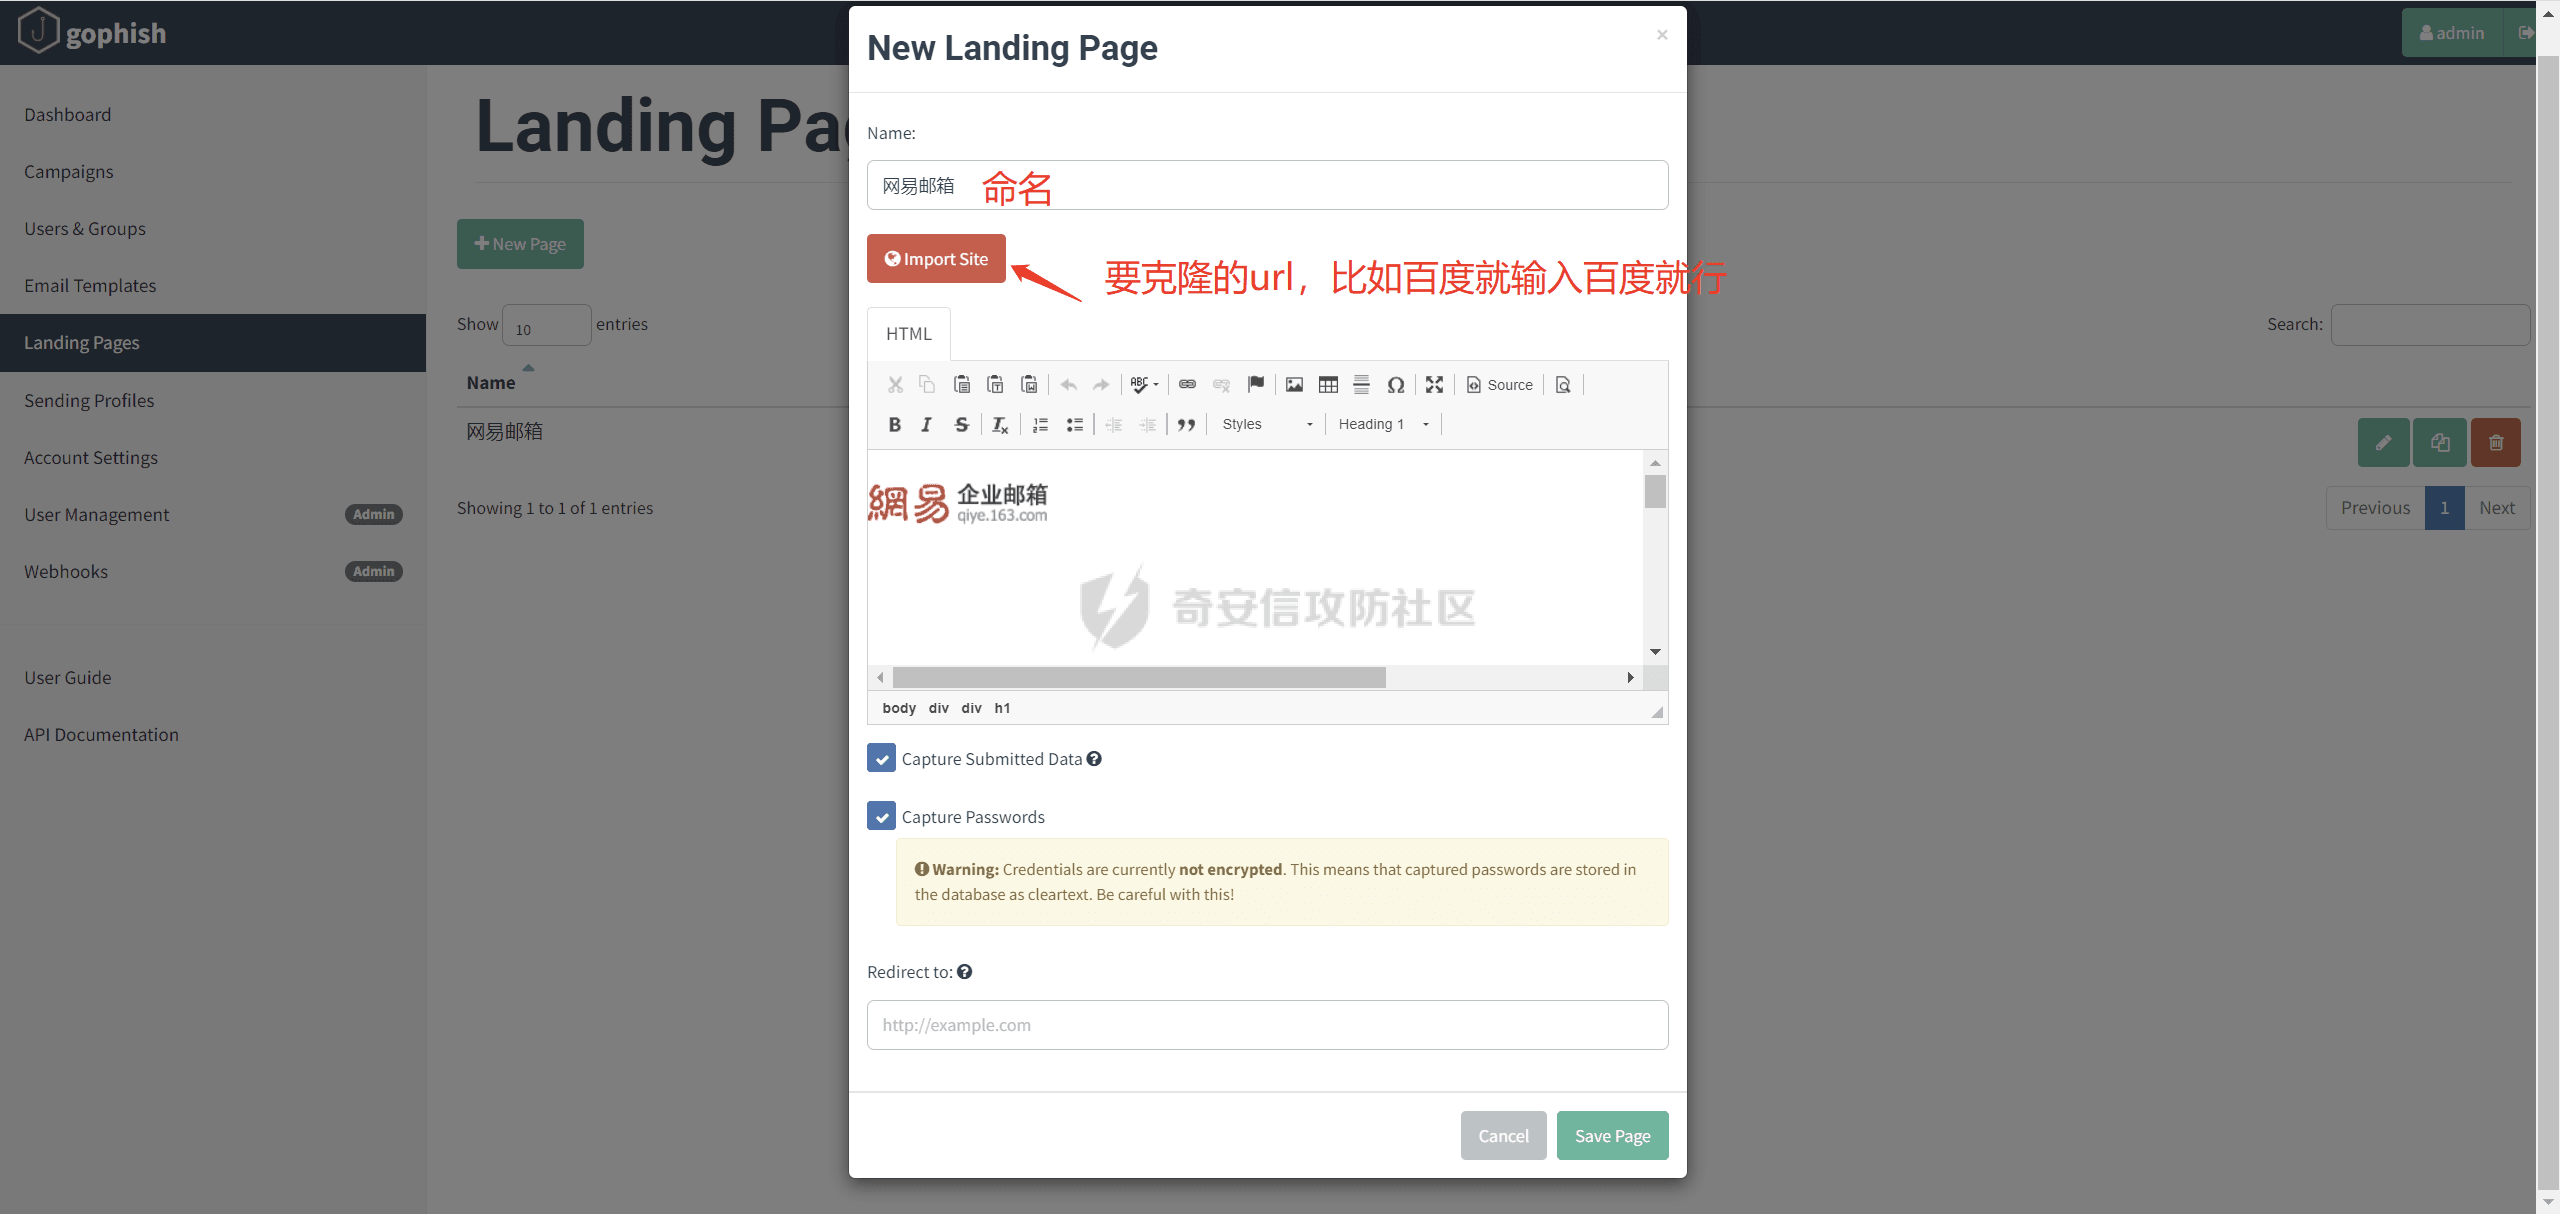 gophish
admin
Dashboard
Campaigns
Users & Groups
Email Templates
Landing Pages
Sending Profiles
Account Settings
User Management Admin
Webhooks Admin
User Guide
API Documentation
Landing Pa
New Page
Show 10 entries
Search:
Name
网易邮箱
Showing 1 to 1 of 1 entries
Previous 1 Next
New Landing Page
×
Name:
网易邮箱 命名
Import Site
要克隆的url，比如百度就输入百度就行
HTML
ABC
Source
B I S Tx
Styles
Heading 1
網易 企业邮箱
qiye.163.com
奇安信攻防社区
body div div h1
Capture Submitted Data
Capture Passwords
Warning: Credentials are currently not encrypted. This means that captured passwords are stored in
the database as cleartext. Be careful with this!
Redirect to:
http://example.com
Cancel
Save Page